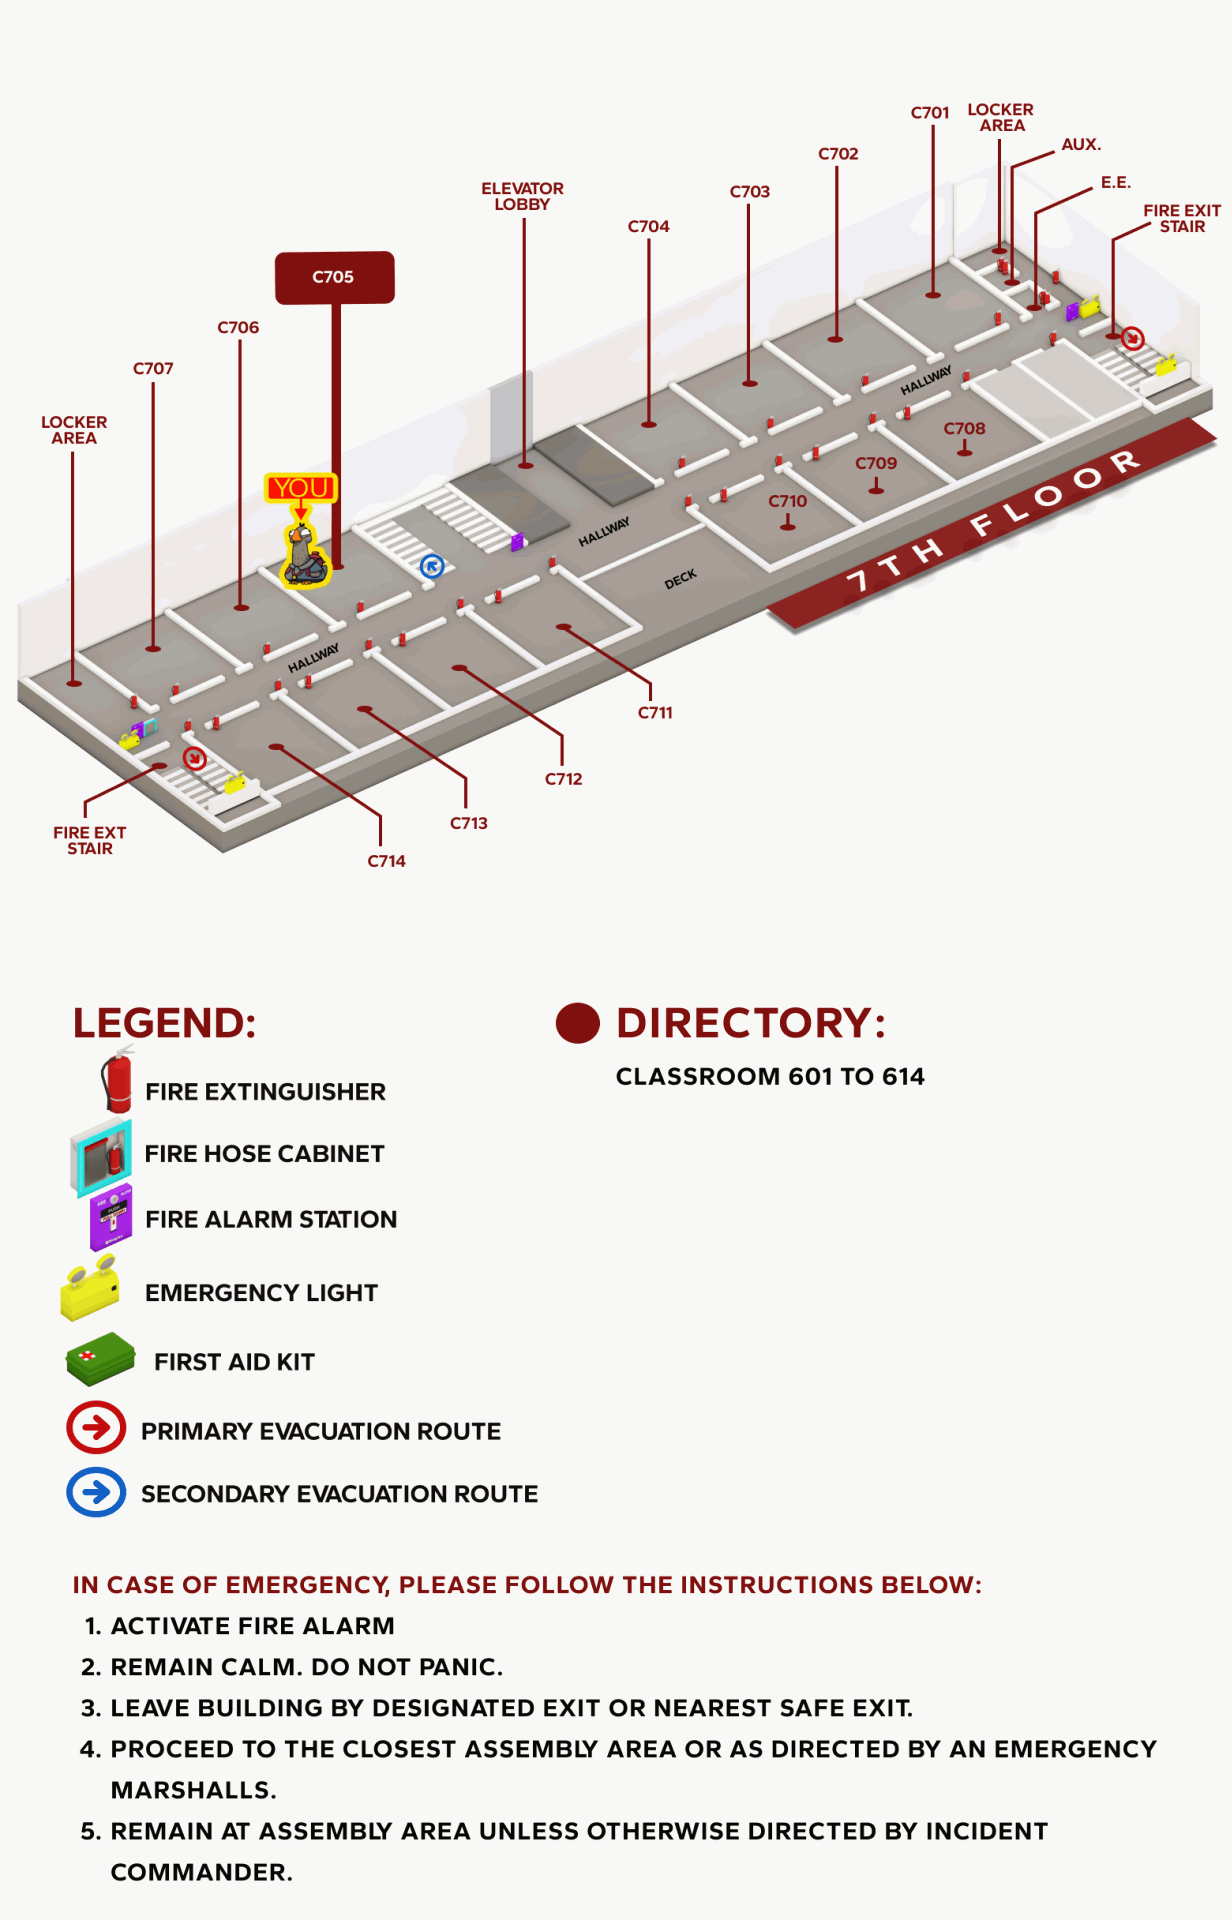 C701
LOCKER
AREA
AUX.
C702
E.E.
C703
ELEVATOR
LOBBY
FIRE EXIT
STAIR
C704
C705
C706
C707
LOCKER
AREA
YOU
HALLWAY
C708
C709
C710
7TH FLOOR
HALLWAY
DECK
HALLWAY
C711
C712
C713
C714
FIRE EXT
STAIR
LEGEND:
FIRE EXTINGUISHER
FIRE HOSE CABINET
FIRE ALARM STATION
EMERGENCY LIGHT
FIRST AID KIT
PRIMARY EVACUATION ROUTE
SECONDARY EVACUATION ROUTE
DIRECTORY:
CLASSROOM 601 TO 614
IN CASE OF EMERGENCY, PLEASE FOLLOW THE INSTRUCTIONS BELOW:
1. ACTIVATE FIRE ALARM
2. REMAIN CALM. DO NOT PANIC.
3. LEAVE BUILDING BY DESIGNATED EXIT OR NEAREST SAFE EXIT.
4. PROCEED TO THE CLOSEST ASSEMBLY AREA OR AS DIRECTED BY AN EMERGENCY
MARSHALLS.
5. REMAIN AT ASSEMBLY AREA UNLESS OTHERWISE DIRECTED BY INCIDENT
COMMANDER.